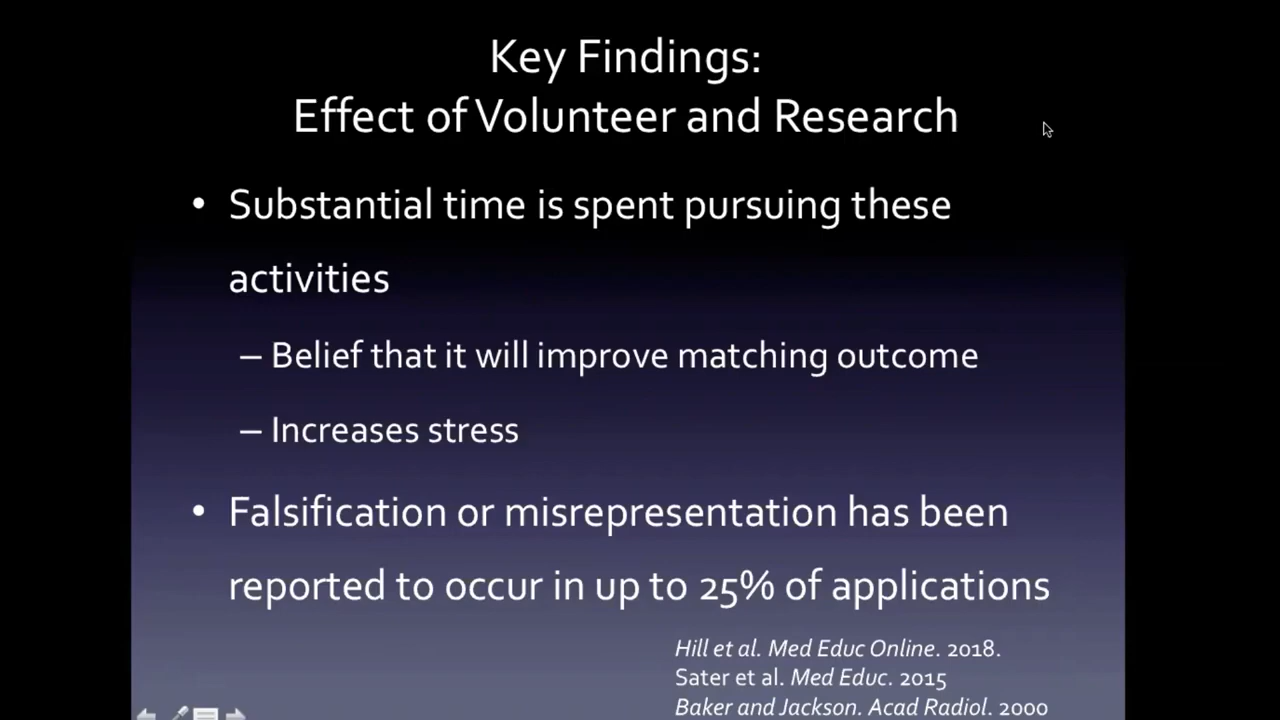 Key Findings:
Effect of Volunteer and Research
• Substantial time is spent pursuing these
activities
– Belief that it will improve matching outcome
– Increases stress
• Falsification or misrepresentation has been
reported to occur in up to 25% of applications
Hill et al. Med Educ Online. 2018.
Sater et al. Med Educ. 2015
Baker and Jackson. Acad Radiol. 2000